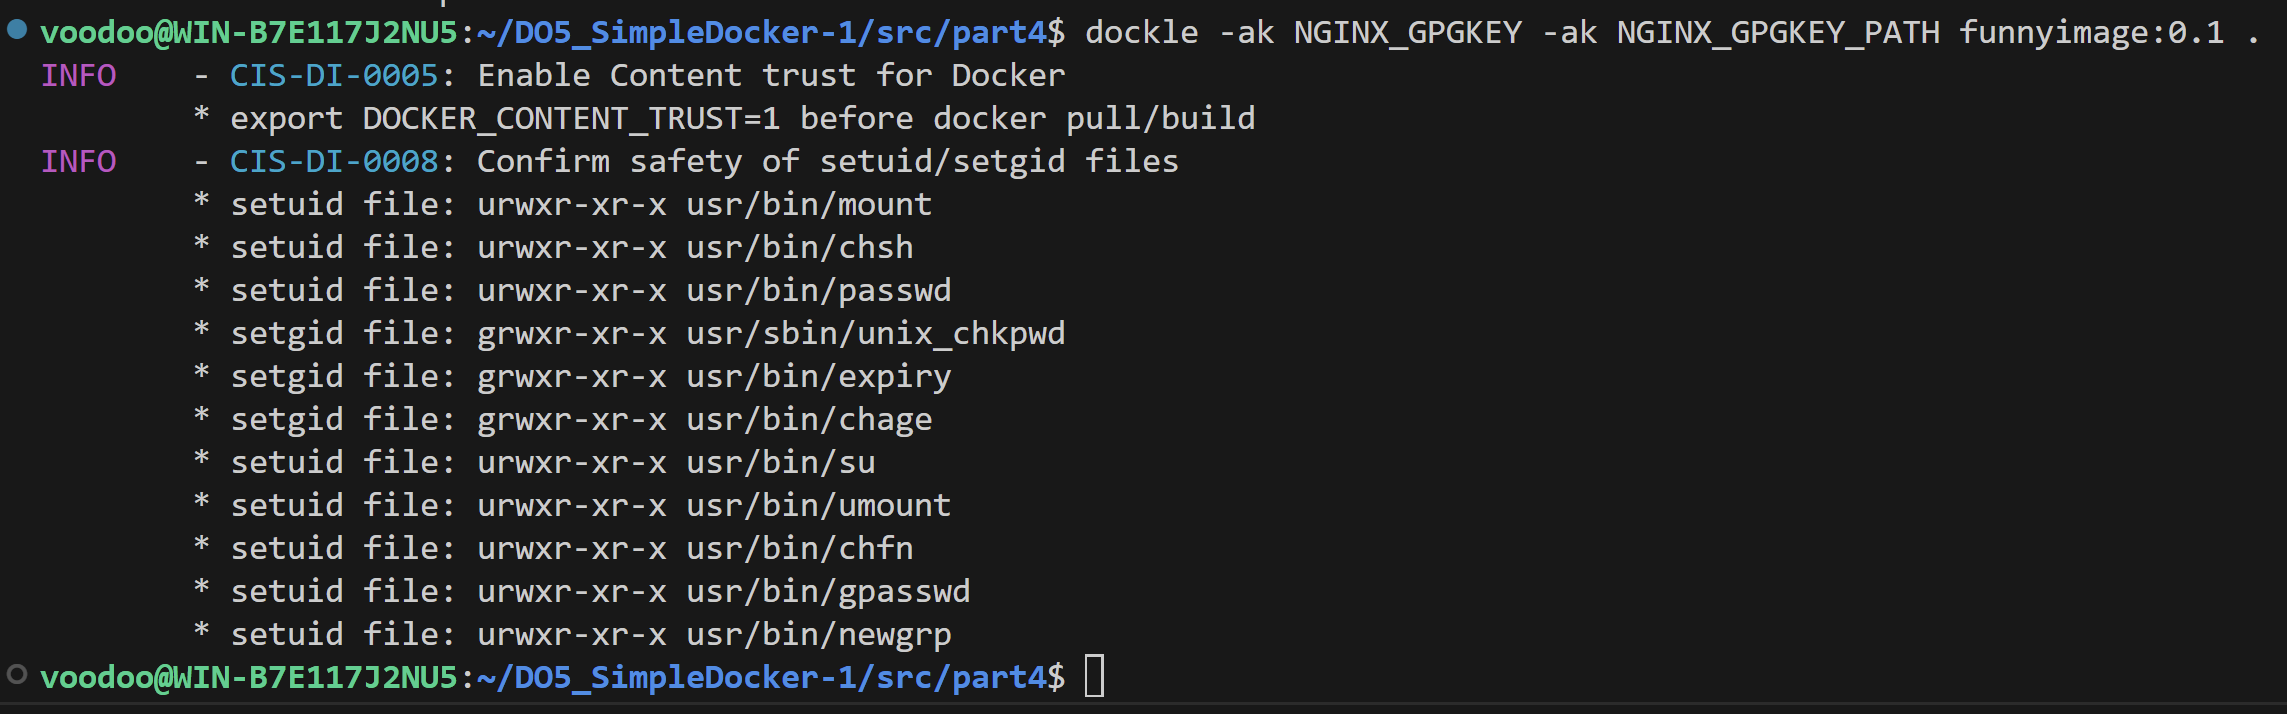 voodoo@WIN-B7E117J2NU5:~/DO5_SimpleDocker-1/src/part4$ dockle -ak NGINX_GPGKEY -ak NGINX_GPGKEY_PATH funnyimage:0.1 .
INFO    - CIS-DI-0005: Enable Content trust for Docker
        * export DOCKER_CONTENT_TRUST=1 before docker pull/build
INFO    - CIS-DI-0008: Confirm safety of setuid/setgid files
        * setuid file: urwxr-xr-x usr/bin/mount
        * setuid file: urwxr-xr-x usr/bin/chsh
        * setuid file: urwxr-xr-x usr/bin/passwd
        * setgid file: grwxr-xr-x usr/sbin/unix_chkpwd
        * setgid file: grwxr-xr-x usr/bin/expiry
        * setgid file: grwxr-xr-x usr/bin/chage
        * setuid file: urwxr-xr-x usr/bin/su
        * setuid file: urwxr-xr-x usr/bin/umount
        * setuid file: urwxr-xr-x usr/bin/chfn
        * setuid file: urwxr-xr-x usr/bin/gpasswd
        * setuid file: urwxr-xr-x usr/bin/newgrp
voodoo@WIN-B7E117J2NU5:~/DO5_SimpleDocker-1/src/part4$